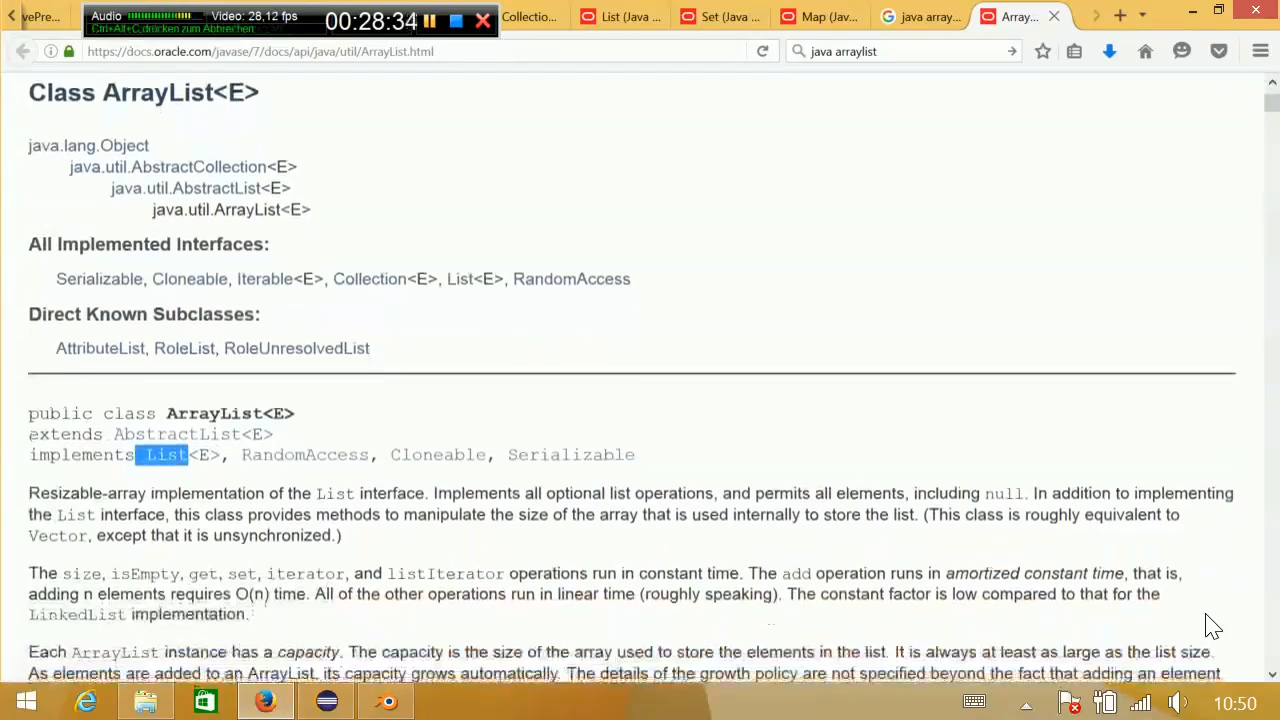 ivePre...
Audio
Video: 28,12 fps
Ctrl+Alt+C drücken zum Abbrechen
00:28:34
Collectio...
List (Java ...
Set (Java ...
Map (Java ...
java array...
Array...
https://docs.oracle.com/javase/7/docs/api/java/util/ArrayList.html
java arraylist
Class ArrayList<E>
java.lang.Object
java.util.AbstractCollection<E>
java.util.AbstractList<E>
java.util.ArrayList<E>
All Implemented Interfaces:
Serializable, Cloneable, Iterable<E>, Collection<E>, List<E>, RandomAccess
Direct Known Subclasses:
AttributeList, RoleList, RoleUnresolvedList
public class ArrayList<E>
extends AbstractList<E>
implements List<E>, RandomAccess, Cloneable, Serializable
Resizable-array implementation of the List interface. Implements all optional list operations, and permits all elements, including null. In addition to implementing
the List interface, this class provides methods to manipulate the size of the array that is used internally to store the list. (This class is roughly equivalent to
Vector, except that it is unsynchronized.)
The size, isEmpty, get, set, iterator, and listIterator operations run in constant time. The add operation runs in amortized constant time, that is,
adding n elements requires O(n) time. All of the other operations run in linear time (roughly speaking). The constant factor is low compared to that for the
LinkedList implementation.
Each ArrayList instance has a capacity. The capacity is the size of the array used to store the elements in the list. It is always at least as large as the list size.
As elements are added to an ArrayList, its capacity grows automatically. The details of the growth policy are not specified beyond the fact that adding an element
10:50